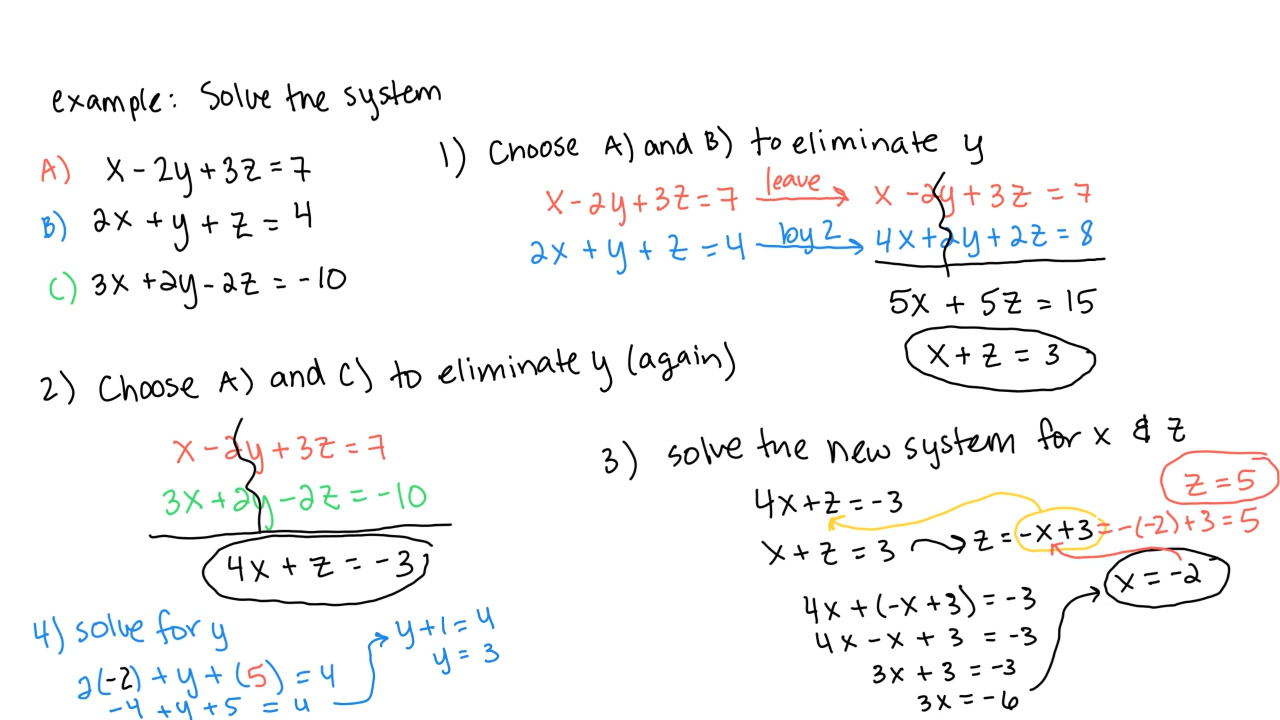 example: Solve the system
A) x - 2y + 3z = 7
B) 2x + y + z = 4
C) 3x + 2y - 2z = -10
1) Choose A) and B) to eliminate y
x - 2y + 3z = 7 leave x - 2y + 3z = 7
2x + y + z = 4 by 2 4x + 2y + 2z = 8
5x + 5z = 15
x + z = 3
2) Choose A) and C) to eliminate y (again)
x - 2y + 3z = 7
3x + 2y - 2z = -10
4x + z = -3
3) solve the new system for x & z
z = 5
4x + z = -3
x + z = 3 z = -x + 3 = -(-2) + 3 = 5
x = -2
4x + (-x + 3) = -3
4x - x + 3 = -3
3x + 3 = -3
3x = -6
4) solve for y
2(-2) + y + (5) = 4
-4 + y + 5 = 4
y + 1 = 4
y = 3